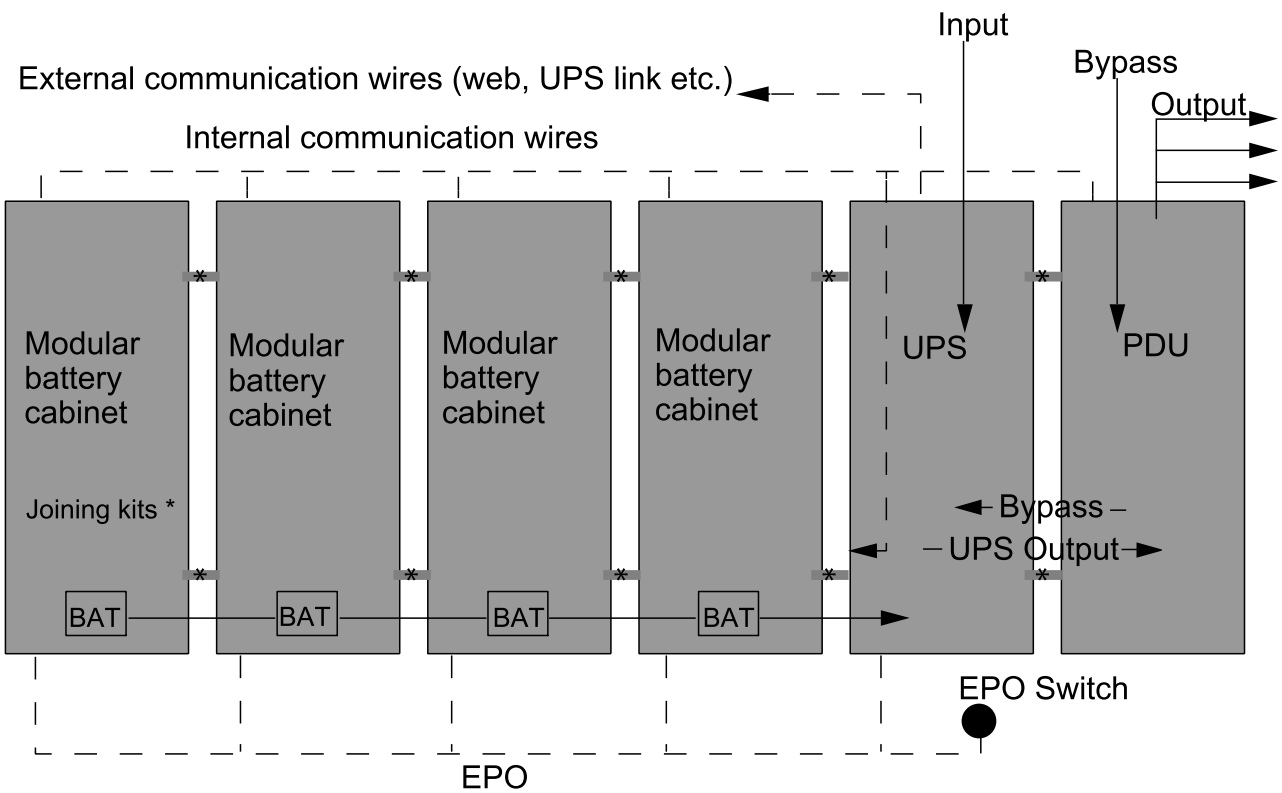 Input
Bypass
External communication wires (web, UPS link etc.)
Output
Internal communication wires
* * * * *
Modular
battery
cabinet
Modular
battery
cabinet
Modular
battery
cabinet
Modular
battery
cabinet
UPS
PDU
Joining kits *
Bypass
UPS Output
* * * * *
BAT
BAT
BAT
BAT
EPO Switch
EPO